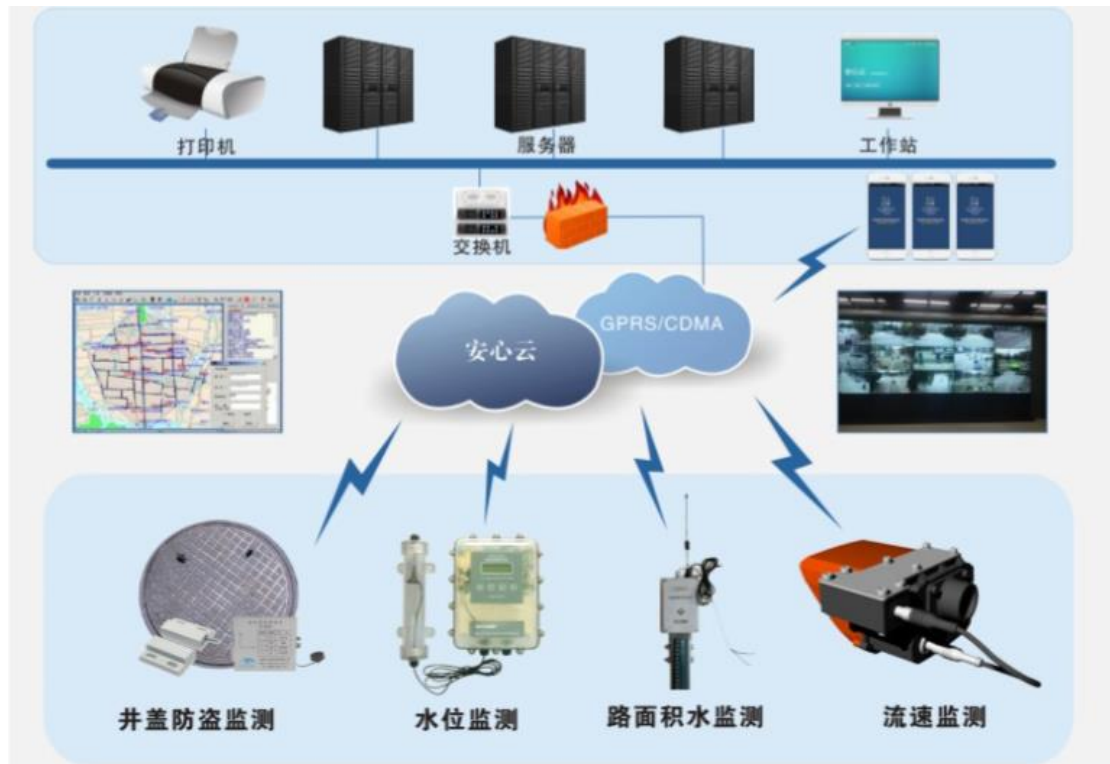 打印机
服务器
工作站
交换机
GPRS/CDMA
安心云
井盖防盗监测
水位监测
路面积水监测
流速监测